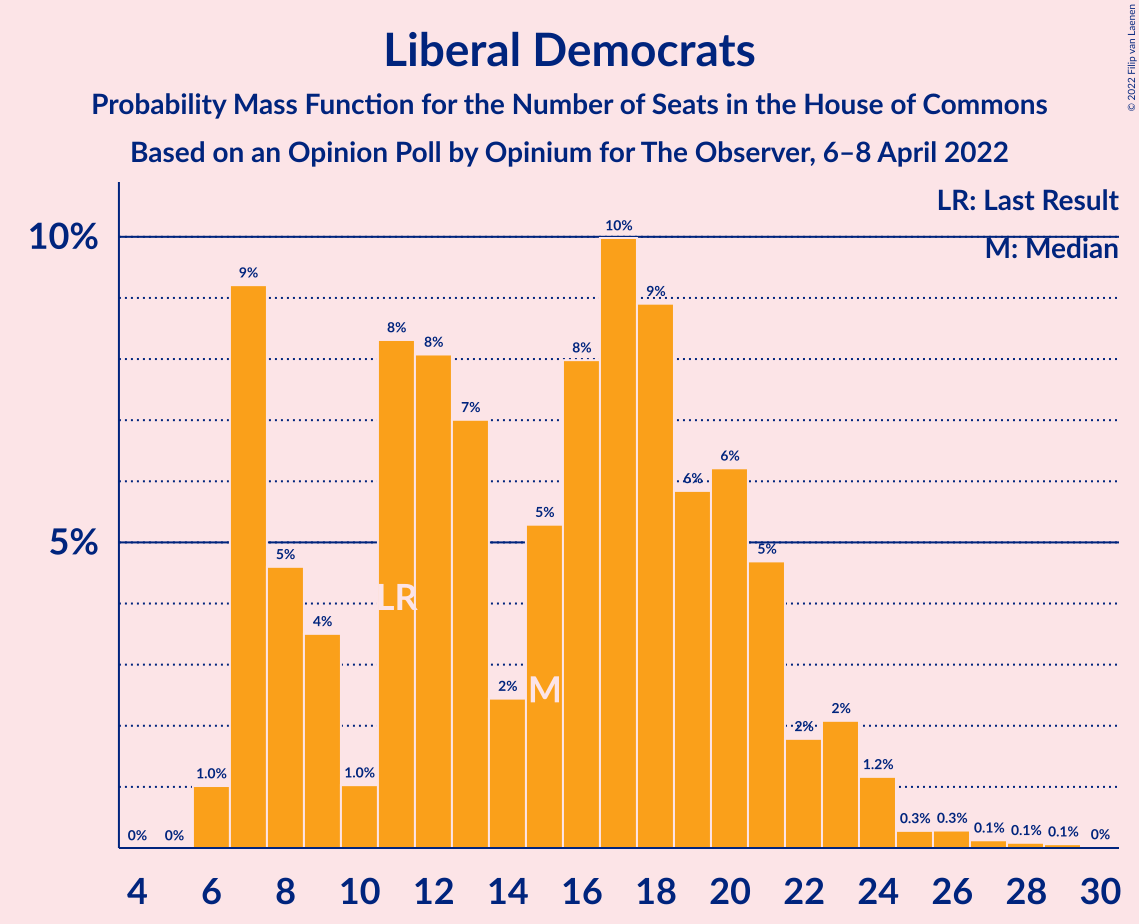 © 2022 Filip van Laenen
Liberal Democrats
Probability Mass Function for the Number of Seats in the House of Commons
Based on an Opinion Poll by Opinium for The Observer, 6–8 April 2022
LR: Last Result
M: Median
10%
5%
0% 0% 1.0% 9% 5% 4% 1.0% 8% 8% 7% 2% 5% 8% 10% 9% 6% 6% 5% 2% 2% 1.2% 0.3% 0.3% 0.1% 0.1% 0.1% 0%
LR
M
4 6 8 10 12 14 16 18 20 22 24 26 28 30